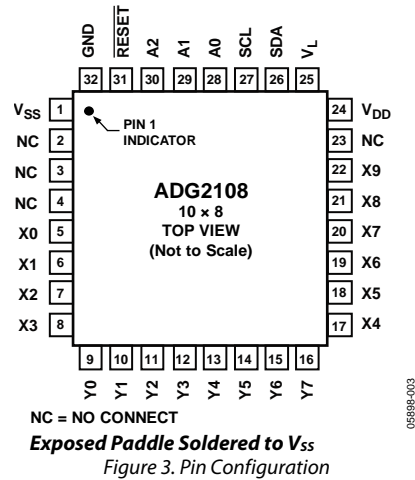 GND
RESET
A2
A1
A0
SCL
SDA
VL
32 31 30 29 28 27 26 25
VSS 1
NC 2
NC 3
NC 4
X0 5
X1 6
X2 7
X3 8
PIN 1
INDICATOR
ADG2108
10 × 8
TOP VIEW
(Not to Scale)
24 VDD
23 NC
22 X9
21 X8
20 X7
19 X6
18 X5
17 X4
9 10 11 12 13 14 15 16
Y0
Y1
Y2
Y3
Y4
Y5
Y6
Y7
NC = NO CONNECT
Exposed Paddle Soldered to VSS
05898-003
Figure 3. Pin Configuration